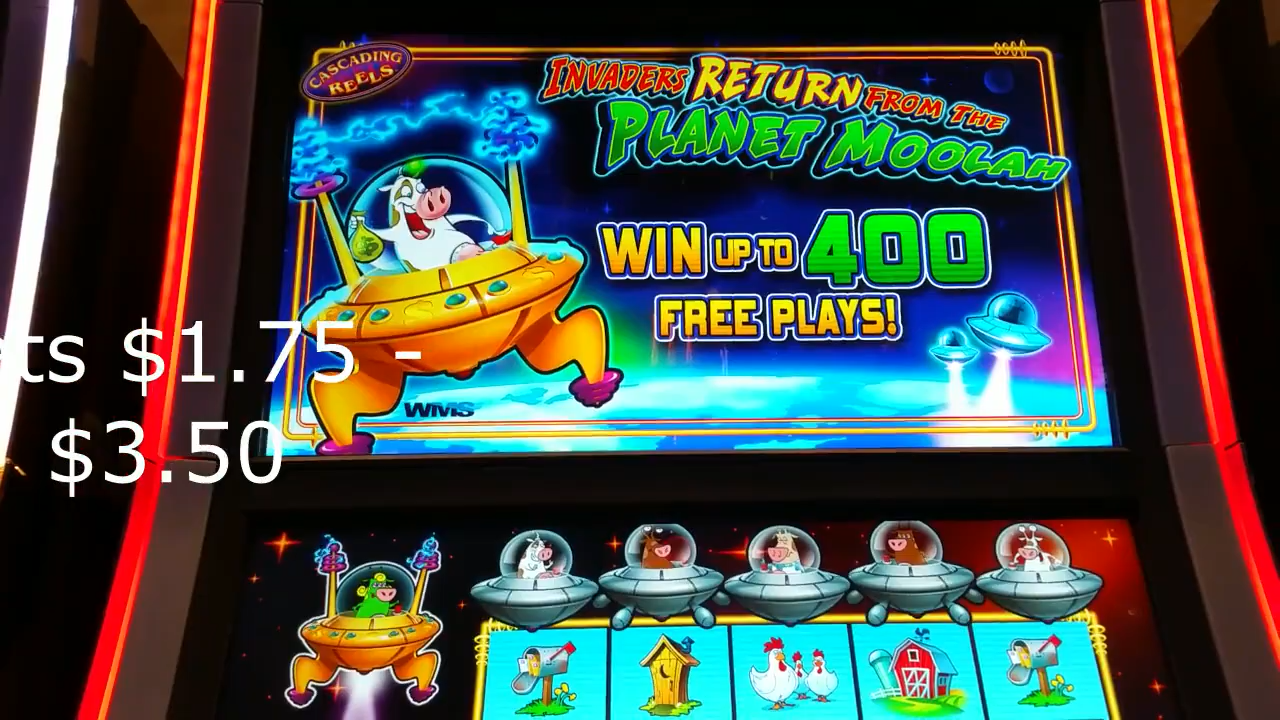 CASCADING
REELS
INVADERS RETURN FROM THE
PLANET MOOLAH
WIN UP TO 400
FREE PLAYS!
$1.75 -
$3.50
WMS